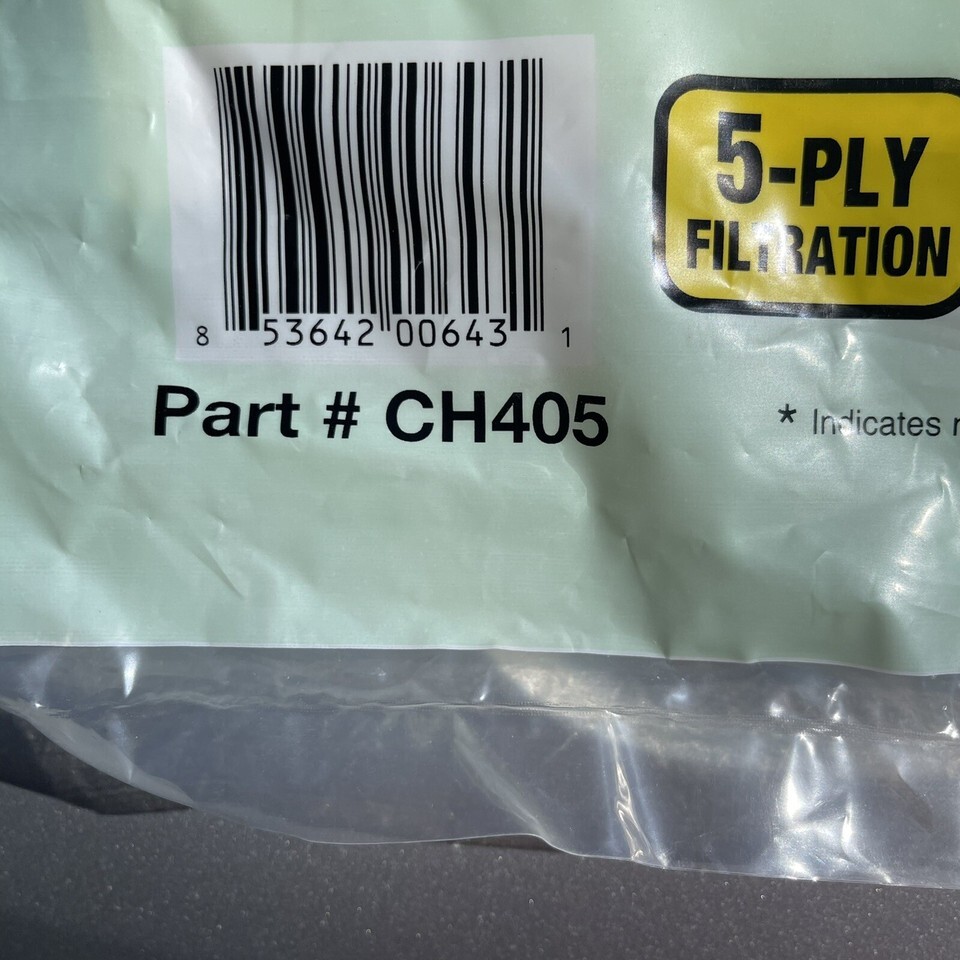 8 53642 00643 1
Part # CH405
5-PLY
FILTRATION
* Indicates